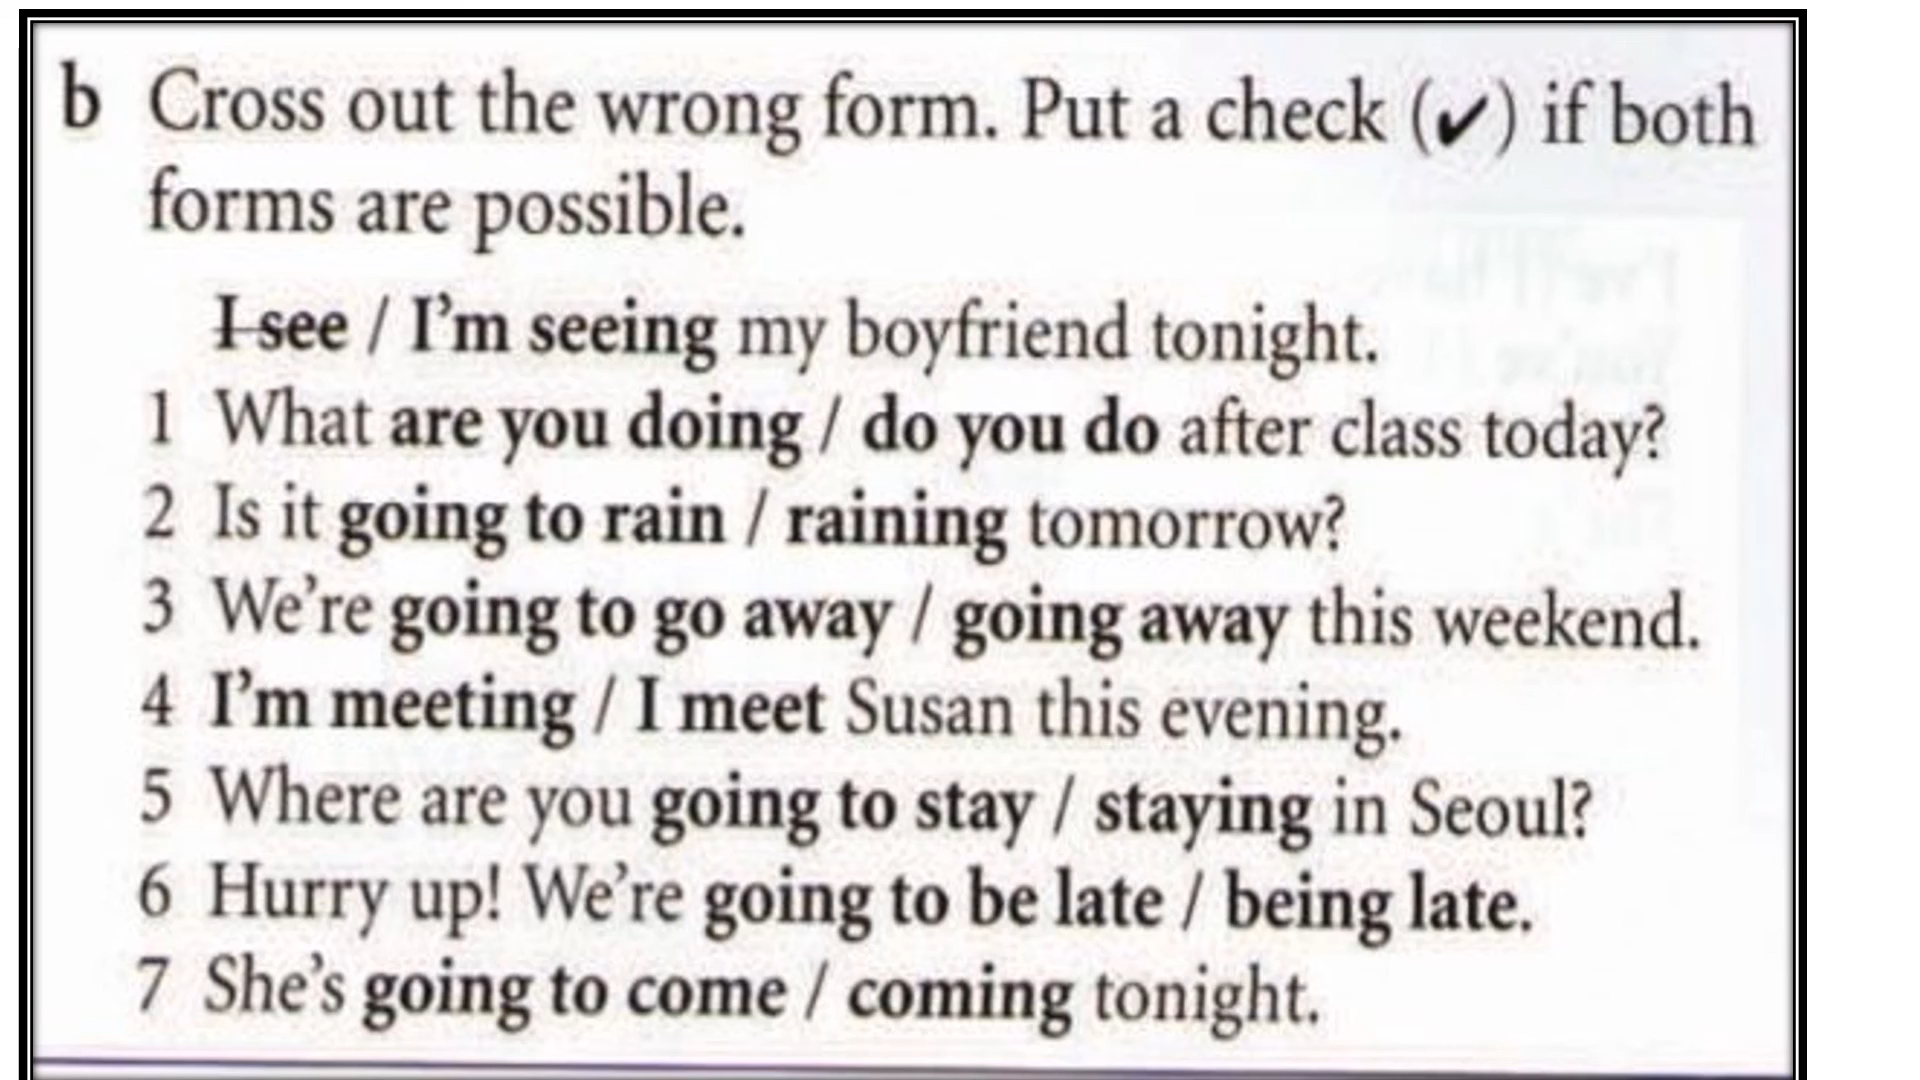 b Cross out the wrong form. Put a check (✔) if both
forms are possible.
I see / I'm seeing my boyfriend tonight.
1 What are you doing / do you do after class today?
2 Is it going to rain / raining tomorrow?
3 We're going to go away / going away this weekend.
4 I'm meeting / I meet Susan this evening.
5 Where are you going to stay / staying in Seoul?
6 Hurry up! We're going to be late / being late.
7 She's going to come / coming tonight.